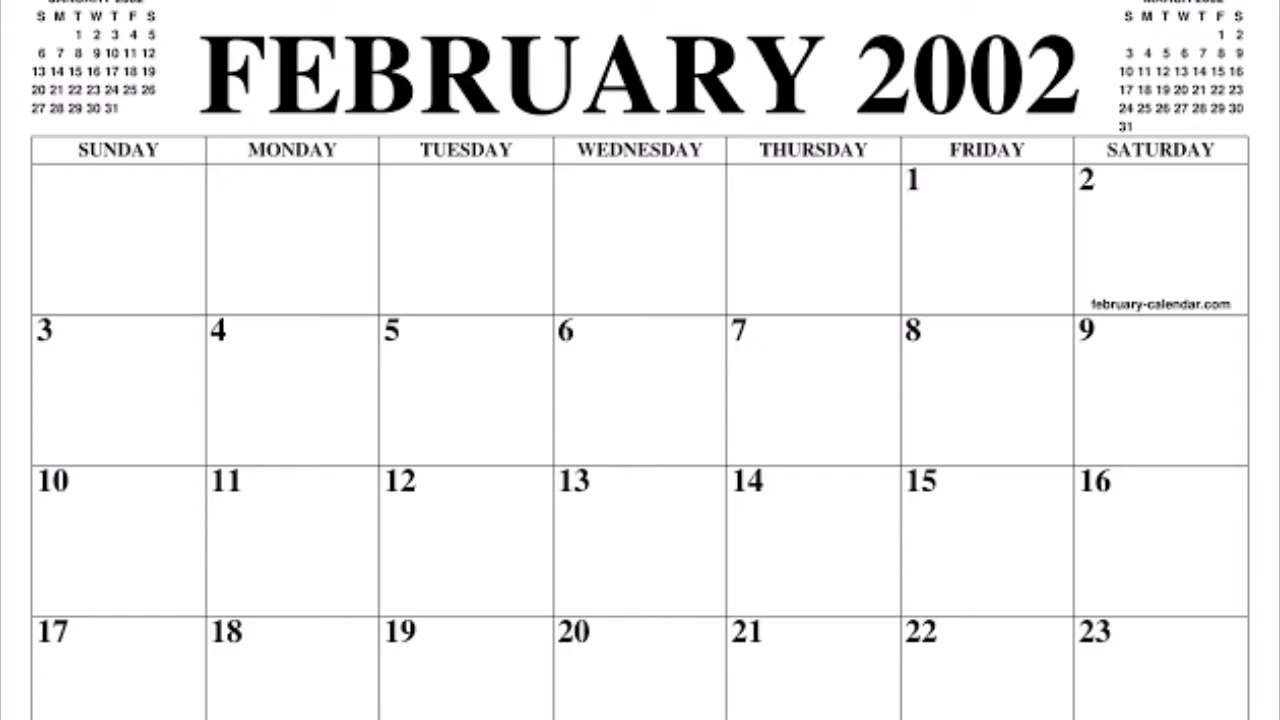 JANUARY 2002
S M T W T F S
1 2 3 4 5
6 7 8 9 10 11 12
13 14 15 16 17 18 19
20 21 22 23 24 25 26
27 28 29 30 31
FEBRUARY 2002
MARCH 2002
S M T W T F S
1 2
3 4 5 6 7 8 9
10 11 12 13 14 15 16
17 18 19 20 21 22 23
24 25 26 27 28 29 30
31
SUNDAY MONDAY TUESDAY WEDNESDAY THURSDAY FRIDAY SATURDAY
1 2
february-calendar.com
3 4 5 6 7 8 9
10 11 12 13 14 15 16
17 18 19 20 21 22 23